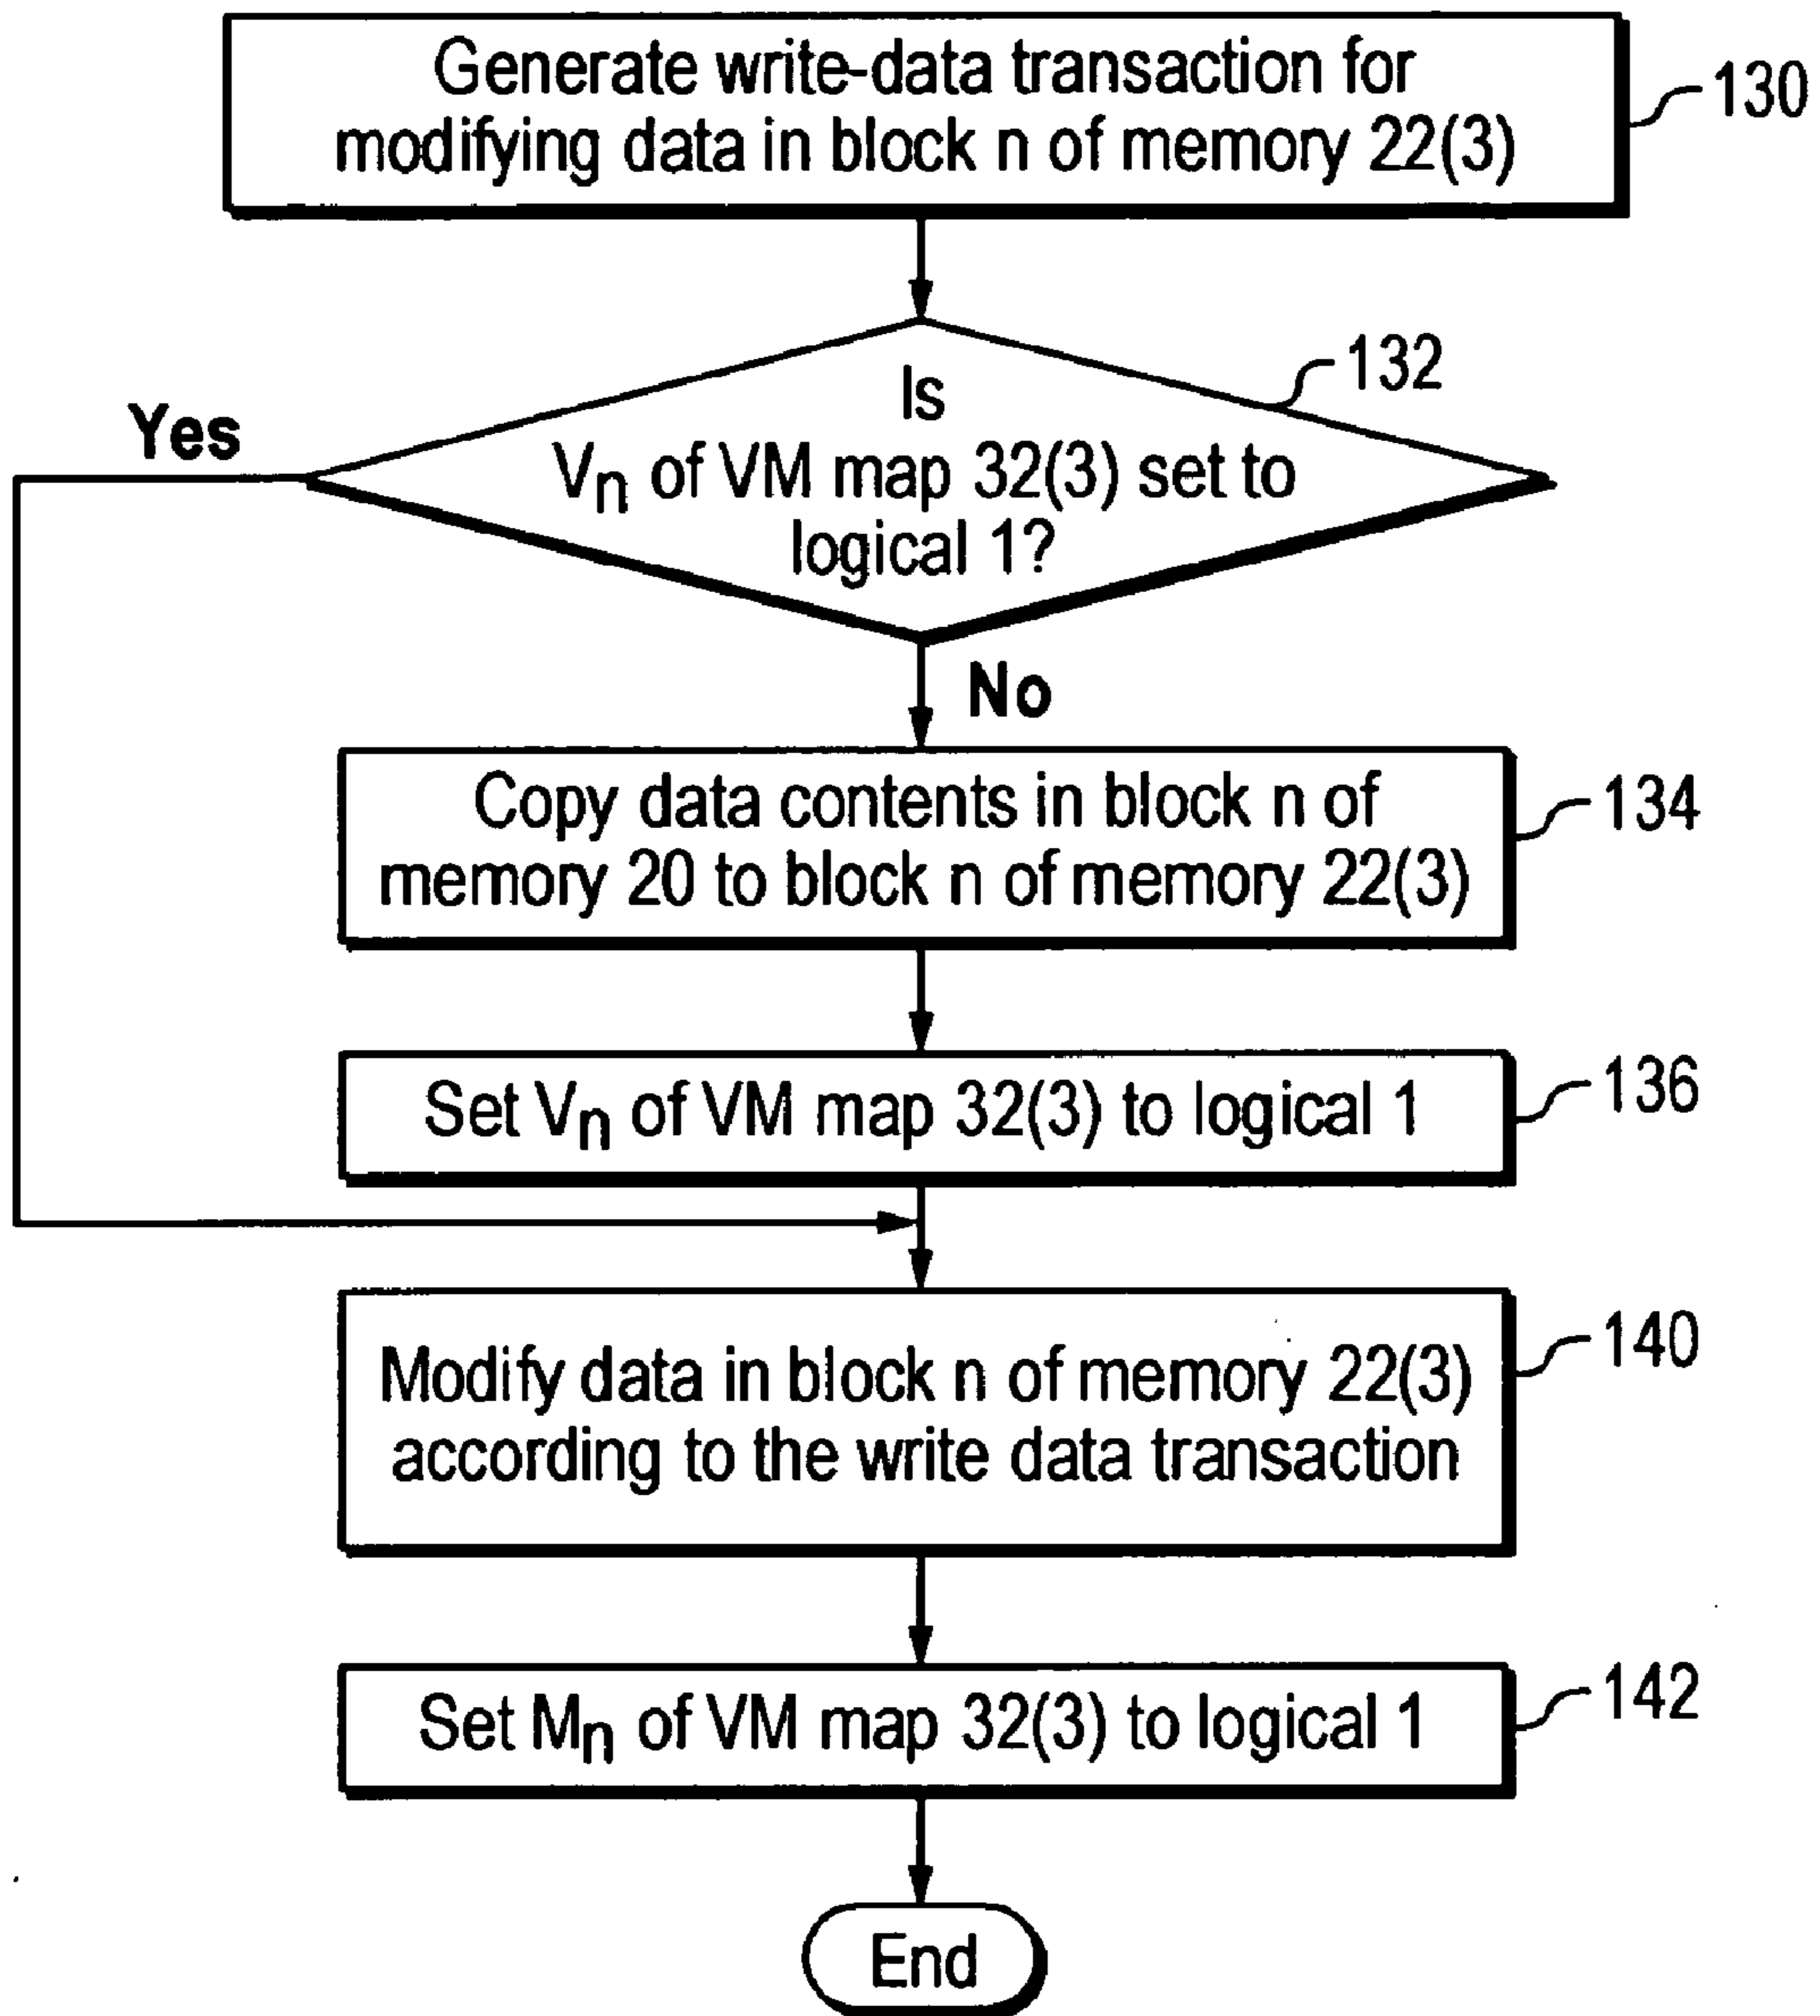 Generate write-data transaction for
modifying data in block n of memory 22(3)
130
Is
Vn of VM map 32(3) set to
logical 1?
132
Yes
No
Copy data contents in block n of
memory 20 to block n of memory 22(3)
134
Set Vn of VM map 32(3) to logical 1
136
Modify data in block n of memory 22(3)
according to the write data transaction
140
Set Mn of VM map 32(3) to logical 1
142
End